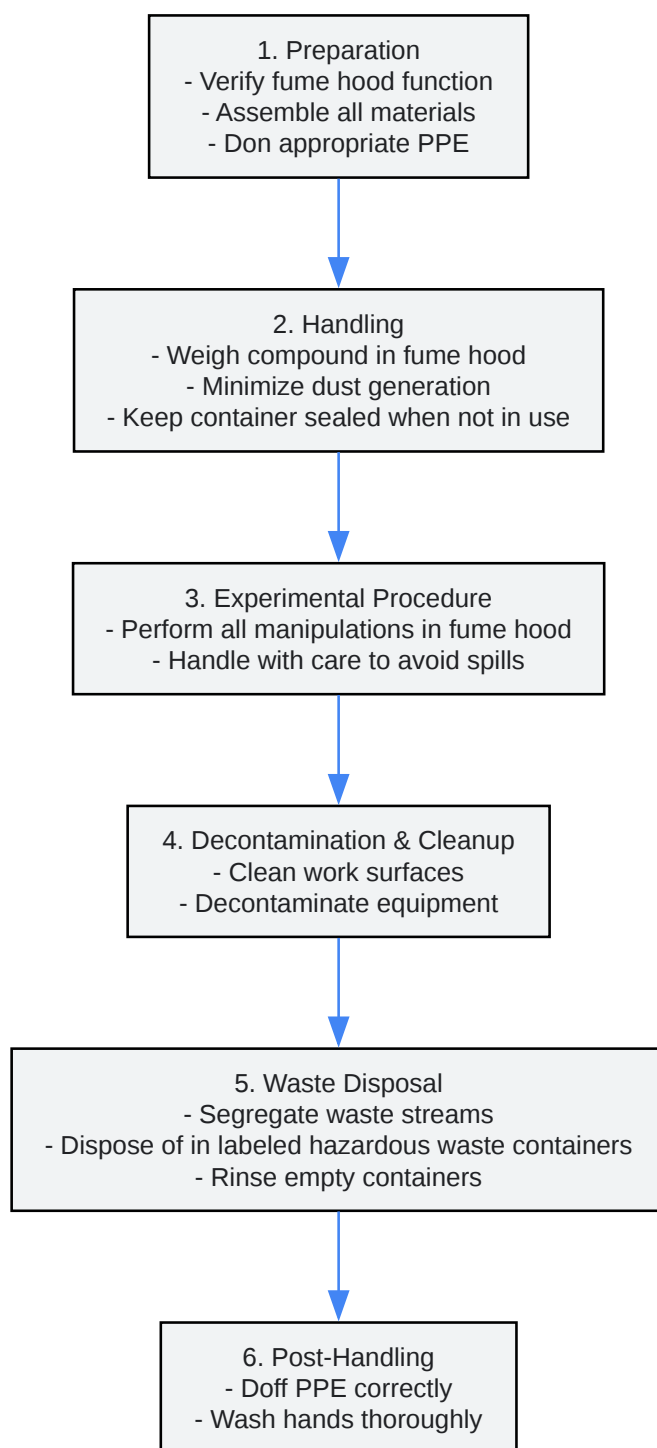 1. Preparation
- Verify fume hood function
- Assemble all materials
- Don appropriate PPE
2. Handling
- Weigh compound in fume hood
- Minimize dust generation
- Keep container sealed when not in use
3. Experimental Procedure
- Perform all manipulations in fume hood
- Handle with care to avoid spills
4. Decontamination & Cleanup
- Clean work surfaces
- Decontaminate equipment
5. Waste Disposal
- Segregate waste streams
- Dispose of in labeled hazardous waste containers
- Rinse empty containers
6. Post-Handling
- Doff PPE correctly
- Wash hands thoroughly